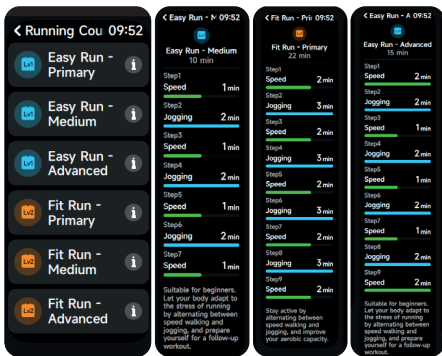 < Running Cou 09:52
Lv1
Easy Run -
Primary
i
Lv1
Easy Run -
Medium
i
Lv1
Easy Run -
Advanced
i
Lv2
Fit Run -
Primary
i
Lv2
Fit Run -
Medium
i
Lv2
Fit Run -
Advanced
i
< Easy Run - M 09:52
Easy Run - Medium
10 min
Step1
Speed 1 min
Step2
Jogging 2 min
Step3
Speed 1 min
Step4
Jogging 2 min
Step5
Speed 1 min
Step6
Jogging 2 min
Step7
Speed 1 min
Suitable for beginners.
Let your body adapt to
the stress of running
by alternating between
speed walking and
jogging, and prepare
yourself for a follow-up
workout.
< Fit Run - Pri 09:52
Fit Run - Primary
22 min
Step1
Speed 2 min
Step2
Jogging 3 min
Step3
Speed 2 min
Step4
Jogging 3 min
Step5
Speed 2 min
Step6
Jogging 3 min
Step7
Speed 2 min
Step8
Jogging 3 min
Step9
Speed 2 min
Stay active by
alternating between
speed walking and
jogging, and improve
your aerobic capacity.
< Easy Run - A 09:52
Easy Run - Advanced
15 min
Step1
Speed 2 min
Step2
Jogging 2 min
Step3
Speed 1 min
Step4
Jogging 2 min
Step5
Speed 1 min
Step6
Jogging 2 min
Step7
Speed 1 min
Step8
Jogging 2 min
Step9
Speed 2 min
Suitable for beginners.
Let your body adapt to
the stress of running
by alternating between
speed walking and
jogging, and prepare
yourself for a follow-up
workout.